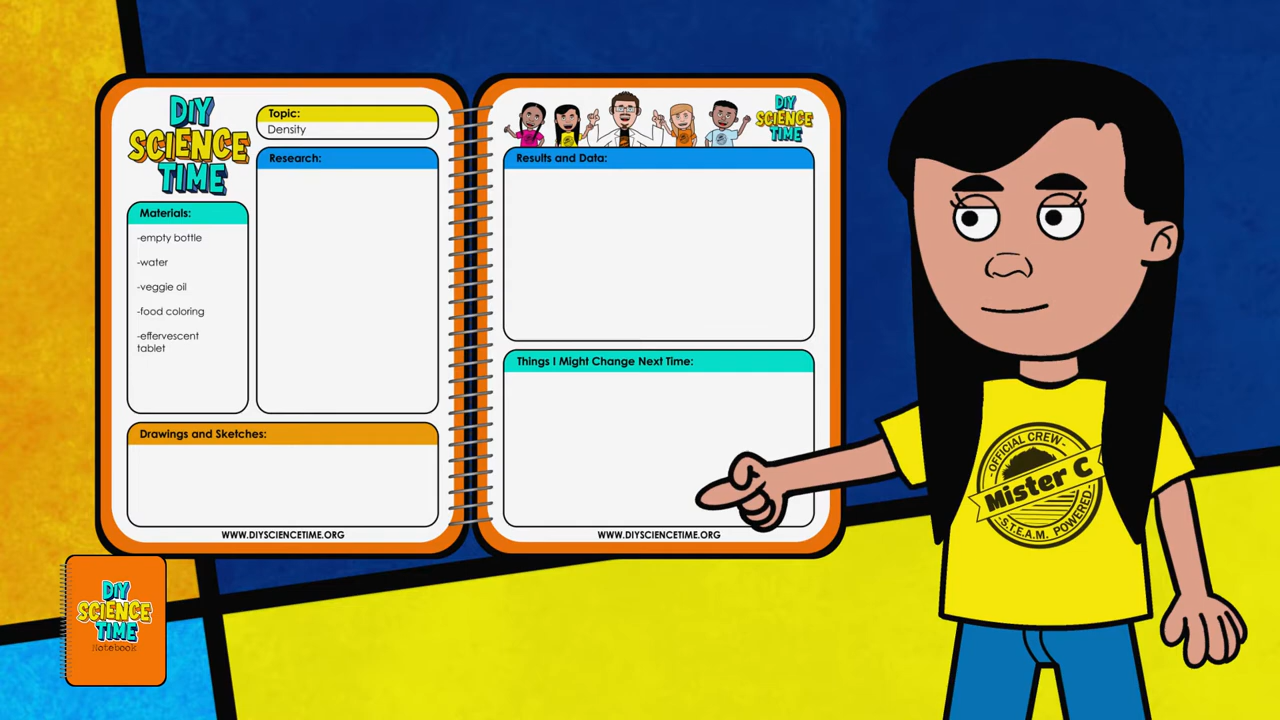 DIY
SCIENCE
TIME
Topic:
Density
Research:
Materials:
-empty bottle
-water
-veggie oil
-food coloring
-effervescent
tablet
Drawings and Sketches:
WWW.DIYSCIENCETIME.ORG
DIY
SCIENCE
TIME
Results and Data:
Things I Might Change Next Time:
WWW.DIYSCIENCETIME.ORG
-OFFICIAL CREW-
Mister C
-S.T.E.A.M. POWERED-
DIY
SCIENCE
TIME
Notebook